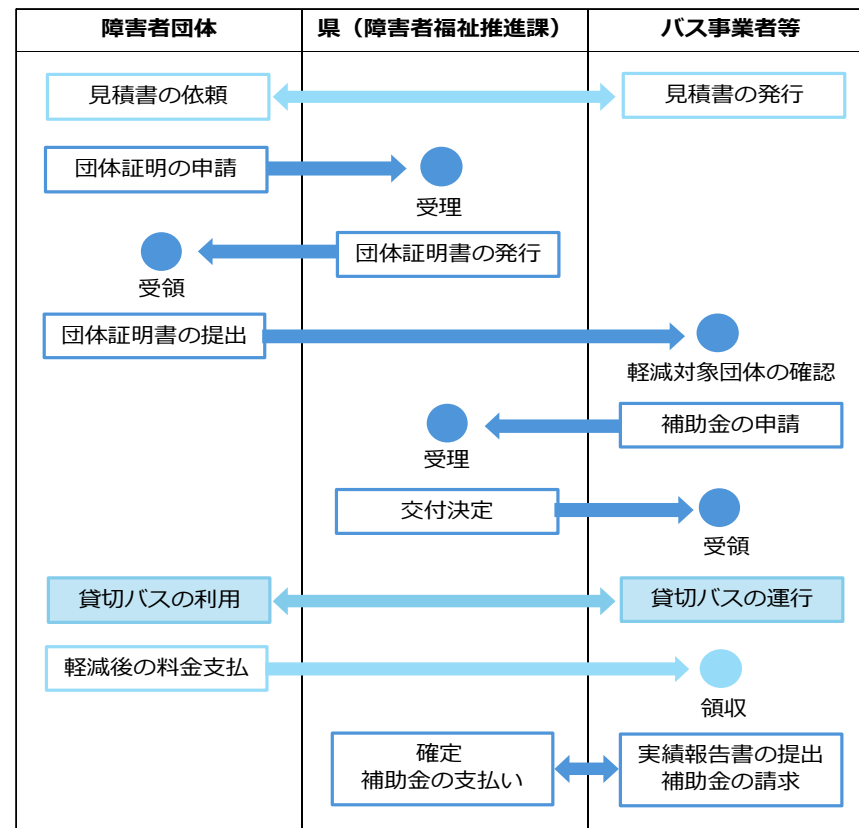 障害者団体
県（障害者福祉推進課）
バス事業者等
見積書の依頼
見積書の発行
団体証明の申請
受理
団体証明書の発行
受領
団体証明書の提出
軽減対象団体の確認
補助金の申請
受理
交付決定
受領
貸切バスの利用
貸切バスの運行
軽減後の料金支払
領収
確定
補助金の支払い
実績報告書の提出
補助金の請求